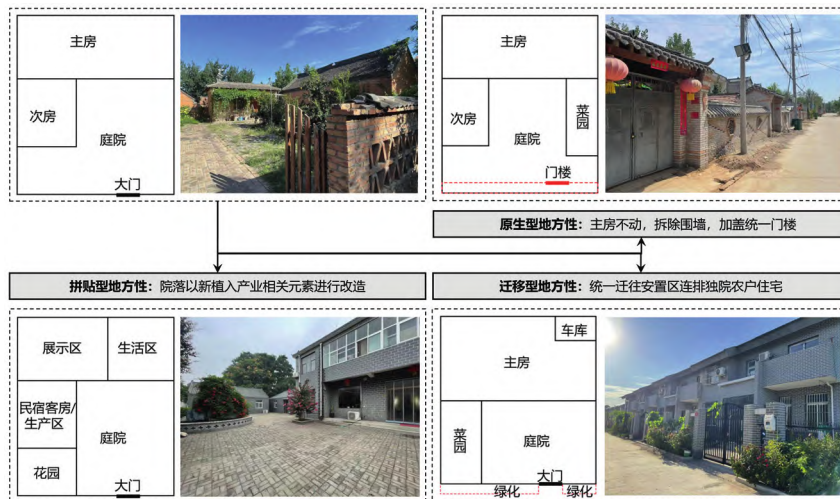 主房
次房
庭院
大门
主房
次房
庭院
菜园
门楼
原生型地方性：主房不动，拆除围墙，加盖统一门楼
拼贴型地方性：院落以新植入产业相关元素进行改造
迁移型地方性：统一迁往安置区连排独院农户住宅
展示区
生活区
民宿客房/
生产区
庭院
花园
大门
车库
主房
菜园
庭院
大门
绿化
绿化